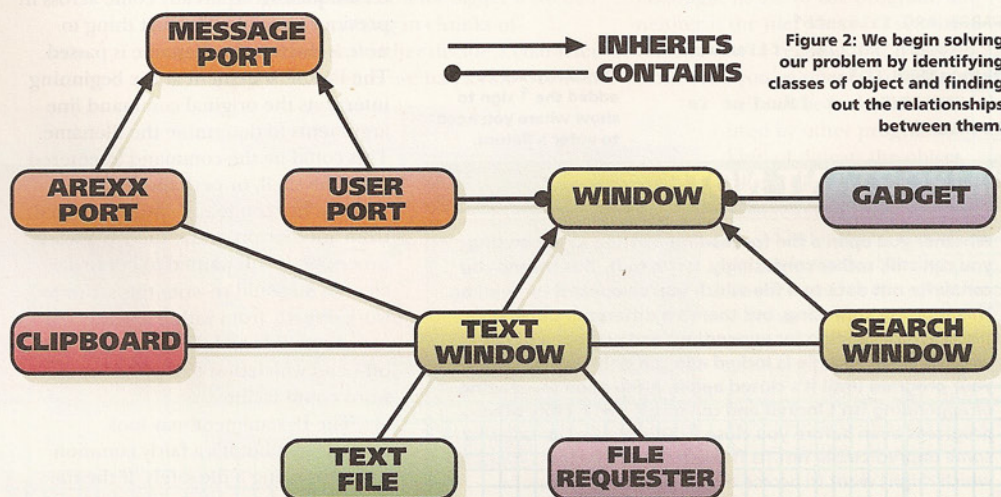 MESSAGE
PORT
INHERITS
CONTAINS
Figure 2: We begin solving
our problem by identifying
classes of object and finding
out the relationships
between them.
AREXX
PORT
USER
PORT
WINDOW
GADGET
CLIPBOARD
TEXT
WINDOW
SEARCH
WINDOW
TEXT
FILE
FILE
REQUESTER